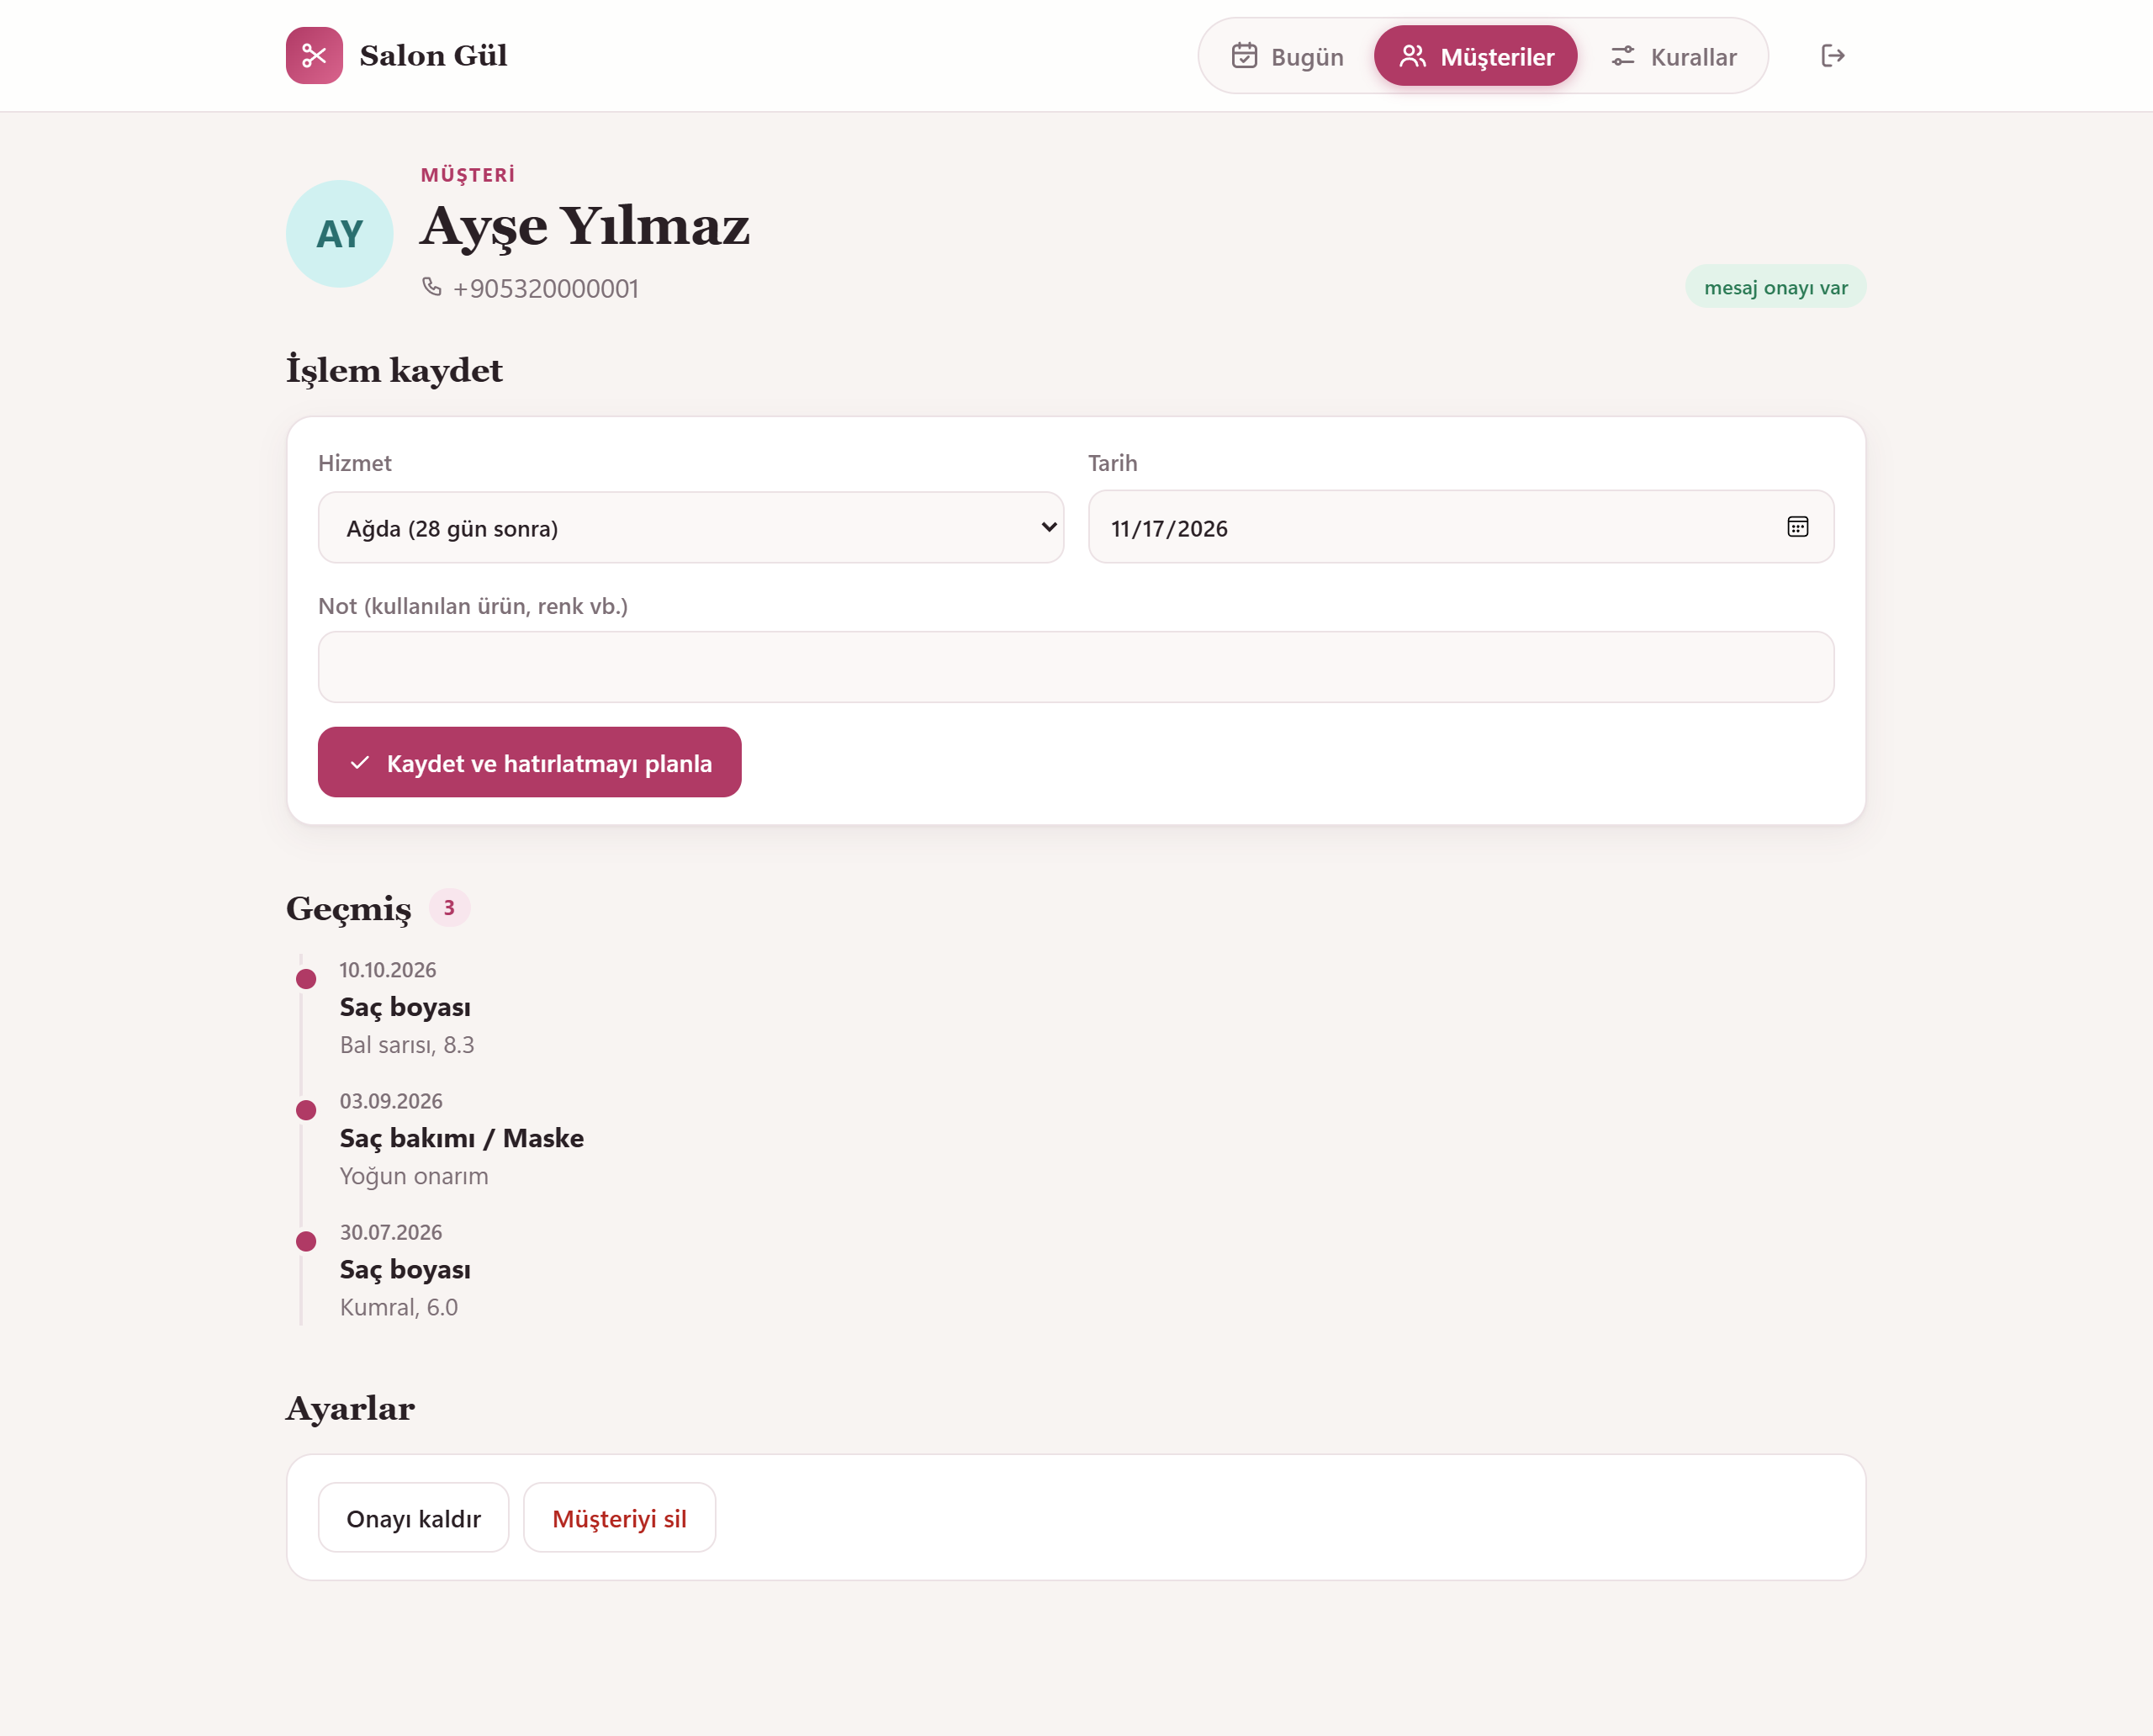 Salon Gül
Bugün
Müşteriler
Kurallar
AY
MÜŞTERİ
Ayşe Yılmaz
+905320000001
mesaj onayı var
İşlem kaydet
Hizmet
Tarih
Ağda (28 gün sonra)
11/17/2026
Not (kullanılan ürün, renk vb.)
Kaydet ve hatırlatmayı planla
Geçmiş 3
10.10.2026
Saç boyası
Bal sarısı, 8.3
03.09.2026
Saç bakımı / Maske
Yoğun onarım
30.07.2026
Saç boyası
Kumral, 6.0
Ayarlar
Onayı kaldır
Müşteriyi sil